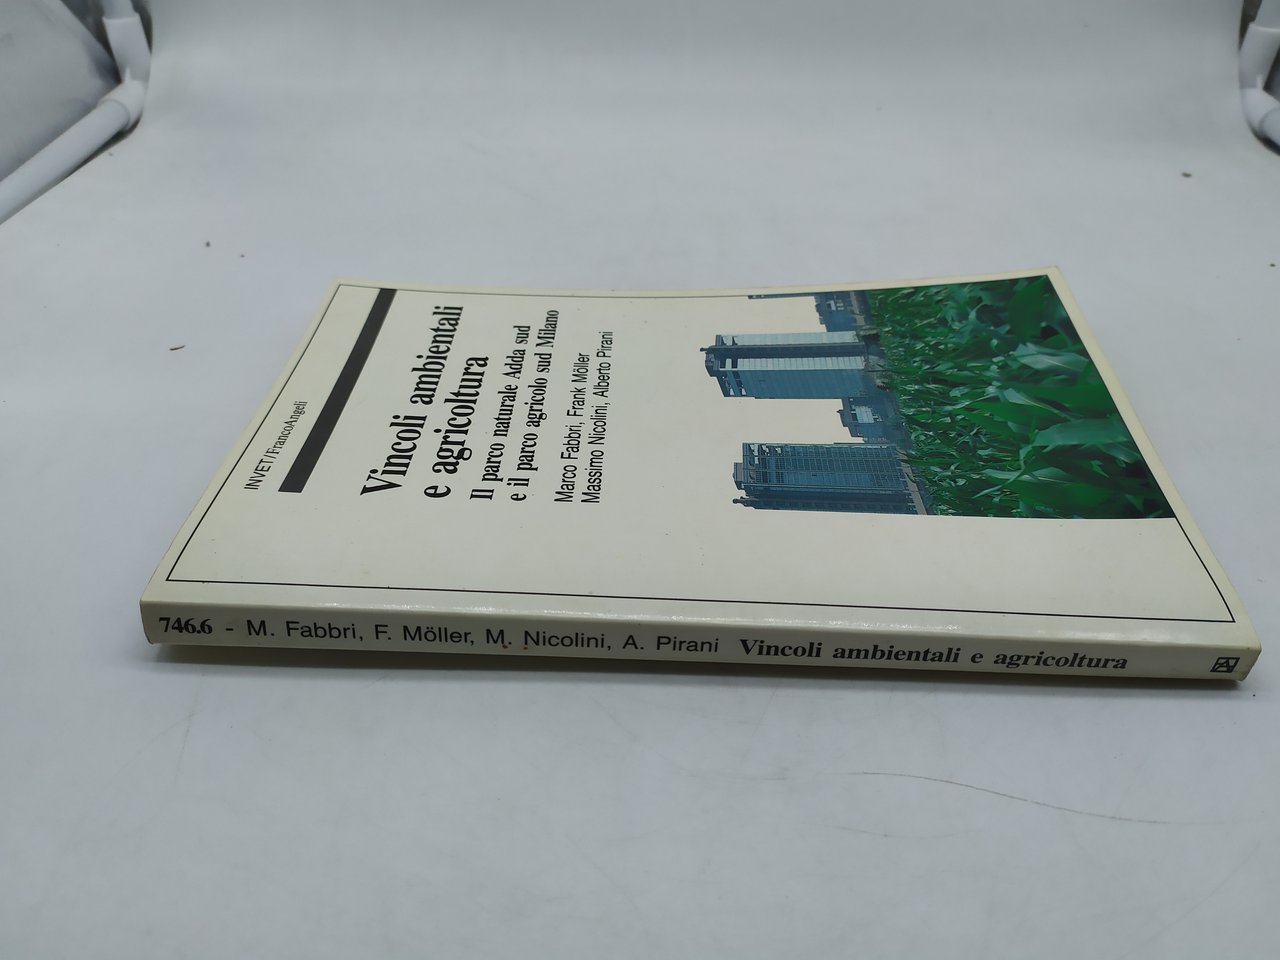 INVET/FrancoAngeli
Vincoli ambientali
e agricoltura
Il parco naturale Adda sud
e il parco agricolo sud Milano
Marco Fabbri, Frank Möller
Massimo Nicolini, Alberto Pirani
746.6 - M. Fabbri, F. Möller, M. Nicolini, A. Pirani Vincoli ambientali e agricoltura